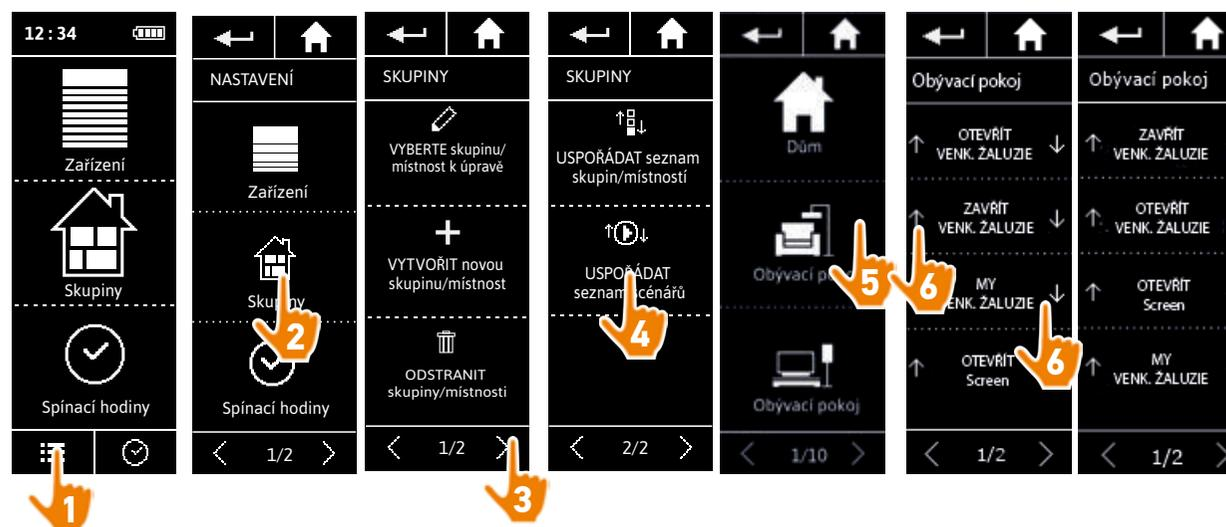 12:34
Zařízení
Skupiny
Spínací hodiny
1
NASTAVENÍ
Zařízení
Skupiny
2
Spínací hodiny
1/2
SKUPINY
VYBERTE skupinu/
místnost k úpravě
VYTVOŘIT novou
skupinu/místnost
ODSTRANIT
skupiny/místnosti
1/2
3
SKUPINY
USPOŘÁDAT seznam
skupin/místností
USPOŘÁDAT
seznam scénářů
4
2/2
Dům
Obývací pokoj
5
Obývací pokoj
1/10
Obývací pokoj
OTEVŘÍT
VENK. ŽALUZIE
ZAVŘÍT
VENK. ŽALUZIE
6
MY
VENK. ŽALUZIE
OTEVŘÍT
Screen
6
1/2
Obývací pokoj
ZAVŘÍT
VENK. ŽALUZIE
OTEVŘÍT
VENK. ŽALUZIE
OTEVŘÍT
Screen
MY
VENK. ŽALUZIE
1/2